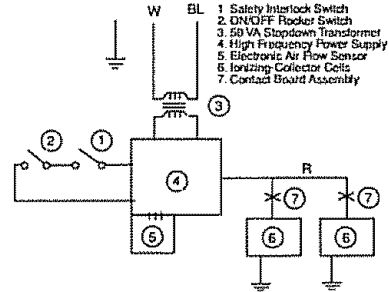 W BL
1 Safety Interlock Switch
2. ON/OFF Rocker Switch
3. 50 VA Stopdown Transformer
4. High Frequency Power Supply
5. Electronic Air Flow Sensor
6. Ionizing-Collector Cells
7. Contact Board Assembly
3
2 1
4
R
7 7
5
6 6